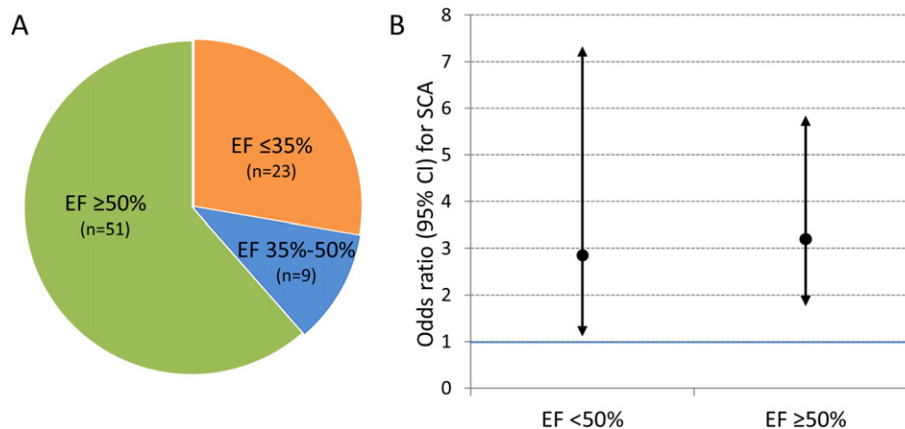 A
EF ≤35%
(n=23)
EF ≥50%
(n=51)
EF 35%-50%
(n=9)
B
Odds ratio (95% CI) for SCA
8
7
6
5
4
3
2
1
0
EF <50%
EF ≥50%